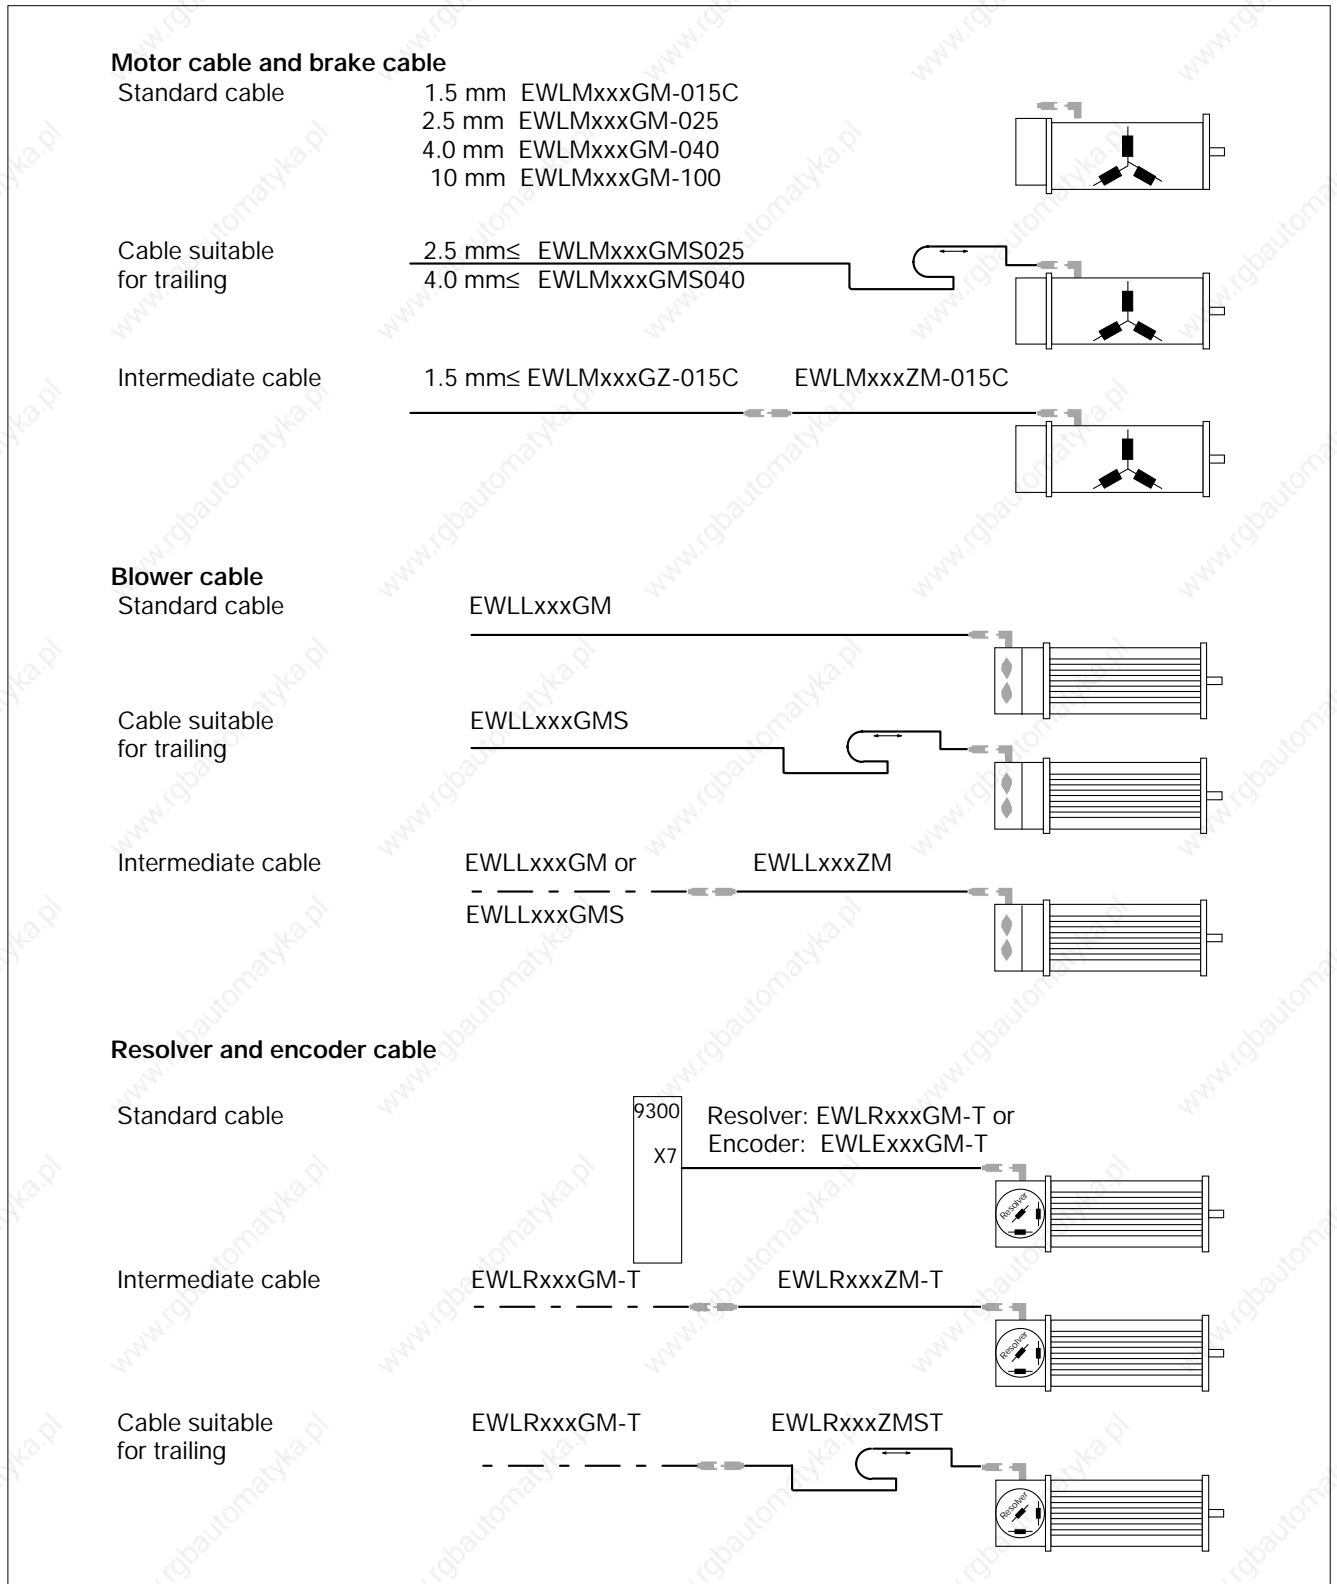 Motor cable and brake cable
Standard cable 1.5 mm EWLMxxxGM-015C
2.5 mm EWLMxxxGM-025
4.0 mm EWLMxxxGM-040
10 mm EWLMxxxGM-100
Cable suitable 2.5 mm≤ EWLMxxxGMS025
for trailing 4.0 mm≤ EWLMxxxGMS040
Intermediate cable 1.5 mm≤ EWLMxxxGZ-015C EWLMxxxZM-015C
Blower cable
Standard cable EWLLxxxGM
Cable suitable EWLLxxxGMS
for trailing
Intermediate cable EWLLxxxGM or EWLLxxxZM
EWLLxxxGMS
Resolver and encoder cable
Standard cable 9300 Resolver: EWLRxxxGM-T or
Encoder: EWLExxxGM-T
X7
Resolver
Intermediate cable EWLRxxxGM-T EWLRxxxZM-T
Resolver
Cable suitable EWLRxxxGM-T EWLRxxxZMST
for trailing
Resolver
www.rgbautomatyka.pl